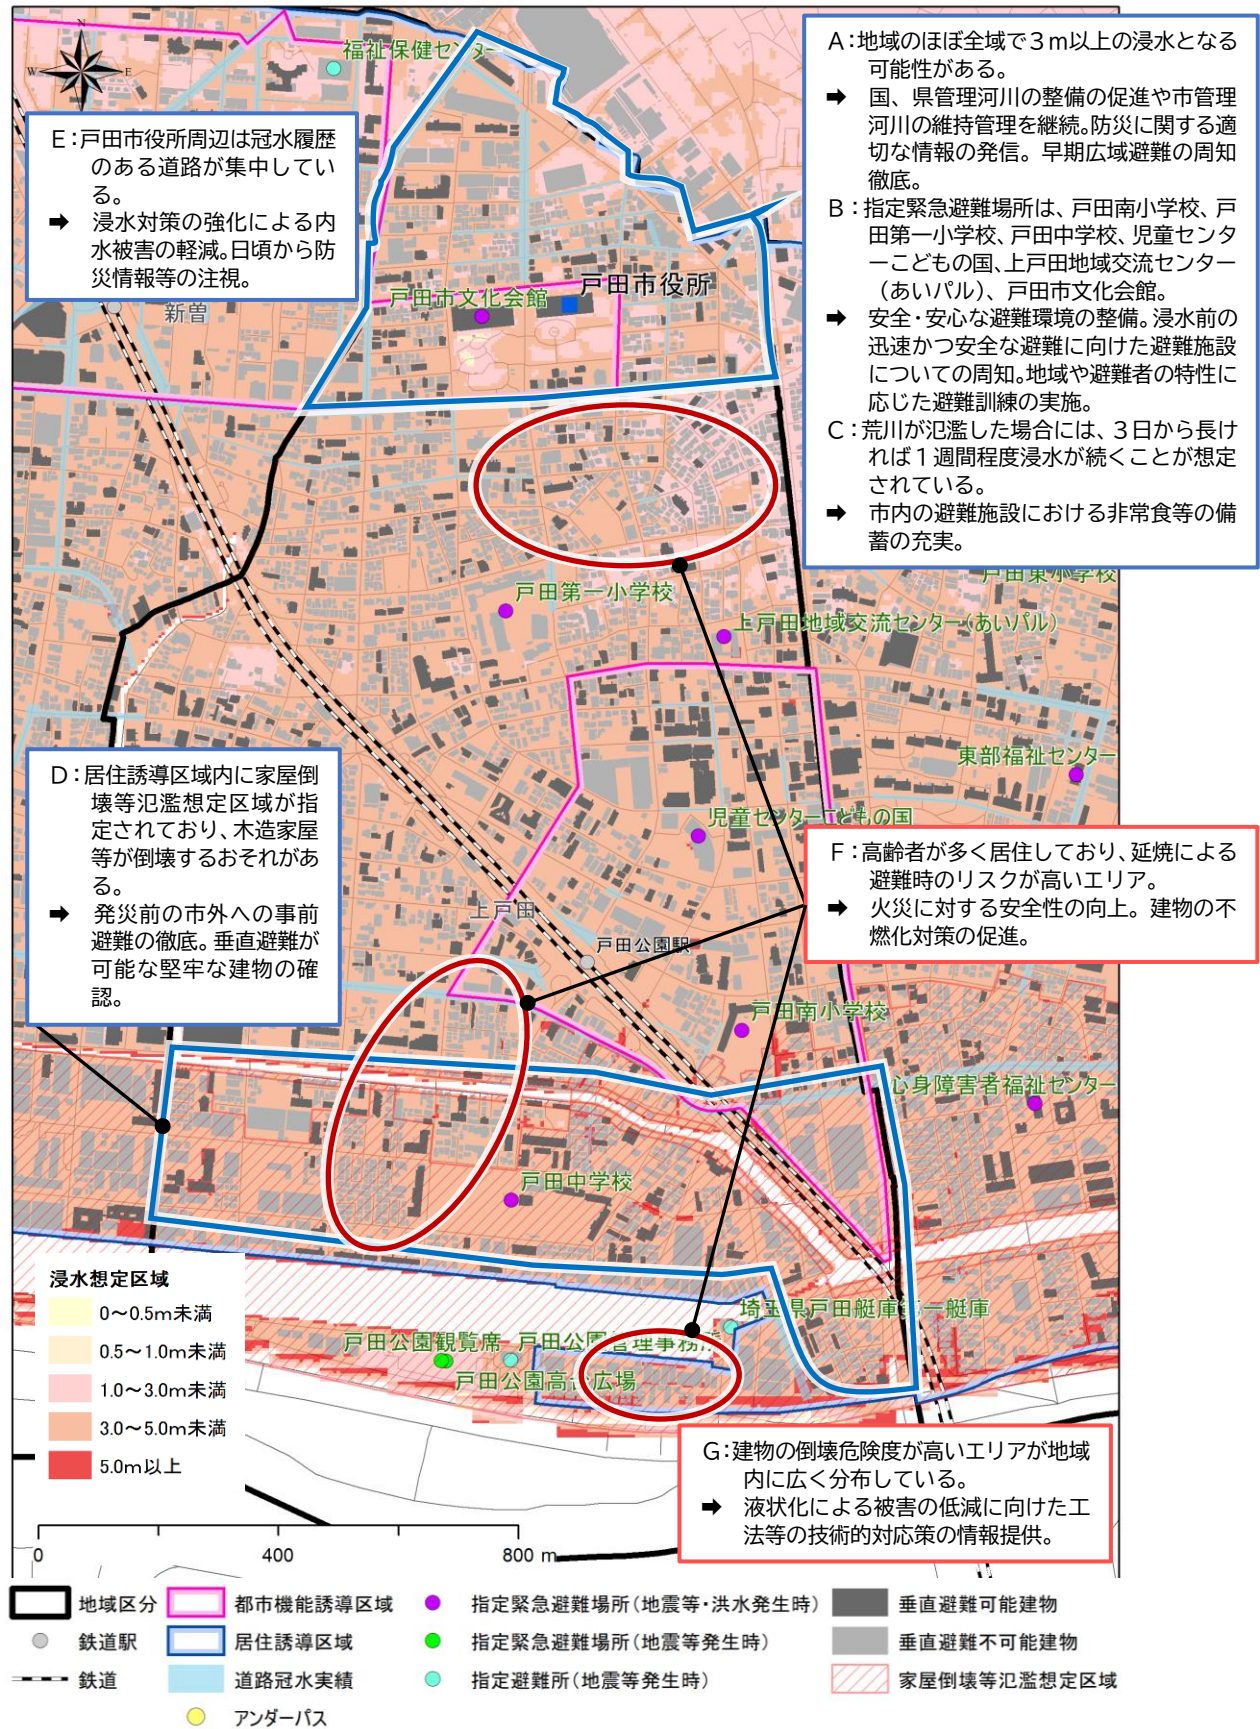 N
W
E
福祉保健センター
A：地域のほぼ全域で3m以上の浸水となる
可能性がある。
➡ 国、県管理河川の整備の促進や市管理
河川の維持管理を継続。防災に関する適
切な情報の発信。早期広域避難の周知
徹底。
B：指定緊急避難場所は、戸田南小学校、戸
田第一小学校、戸田中学校、児童センタ
ーこどもの国、上戸田地域交流センター
（あいパル）、戸田市文化会館。
➡ 安全・安心な避難環境の整備。浸水前の
迅速かつ安全な避難に向けた避難施設
についての周知。地域や避難者の特性に
応じた避難訓練の実施。
C：荒川が氾濫した場合には、3日から長け
れば1週間程度浸水が続くことが想定
されている。
➡ 市内の避難施設における非常食等の備
蓄の充実。
E：戸田市役所周辺は冠水履歴
のある道路が集中してい
る。
➡ 浸水対策の強化による内
水被害の軽減。日頃から防
災情報等の注視。
新曽
戸田市文化会館
戸田市役所
戸田東小学校
戸田第一小学校
上戸田地域交流センター（あいパル）
東部福祉センター
D：居住誘導区域内に家屋倒
壊等氾濫想定区域が指
定されており、木造家屋
等が倒壊するおそれがあ
る。
➡ 発災前の市外への事前
避難の徹底。垂直避難が
可能な堅牢な建物の確
認。
児童センターこどもの国
F：高齢者が多く居住しており、延焼による
避難時のリスクが高いエリア。
➡ 火災に対する安全性の向上。建物の不
燃化対策の促進。
上戸田
戸田公園駅
戸田南小学校
心身障害者福祉センター
戸田中学校
埼玉県戸田艇庫第一艇庫
戸田公園観覧席
戸田公園管理事務所
戸田公園高台広場
浸水想定区域
0～0.5m未満
0.5～1.0m未満
1.0～3.0m未満
3.0～5.0m未満
5.0m以上
G：建物の倒壊危険度が高いエリアが地域
内に広く分布している。
➡ 液状化による被害の低減に向けた工
法等の技術的対応策の情報提供。
0 400 800 m
地域区分 都市機能誘導区域 指定緊急避難場所（地震等・洪水発生時） 垂直避難可能建物
鉄道駅 居住誘導区域 指定緊急避難場所（地震等発生時） 垂直避難不可能建物
鉄道 道路冠水実績 指定避難所（地震等発生時） 家屋倒壊等氾濫想定区域
アンダーパス